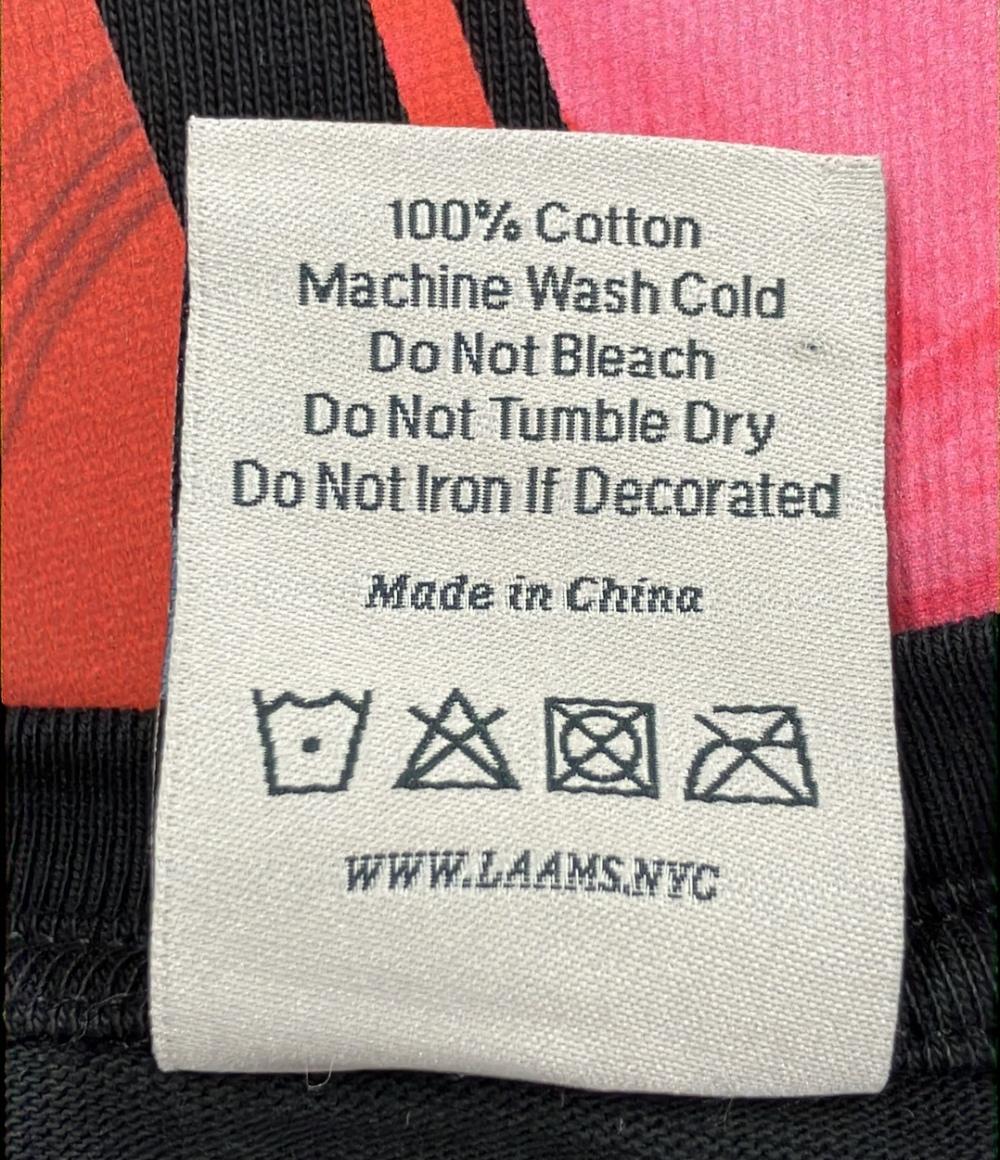 100% Cotton
Machine Wash Cold
Do Not Bleach
Do Not Tumble Dry
Do Not Iron If Decorated
Made in China
WWW.LAAMS.NYC